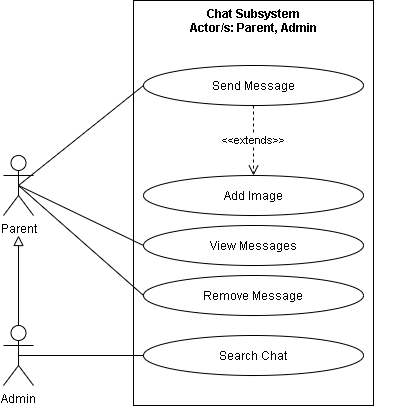 Chat Subsystem
Actor/s: Parent, Admin
Send Message
<<extends>>
Add Image
Parent
View Messages
Remove Message
Search Chat
Admin